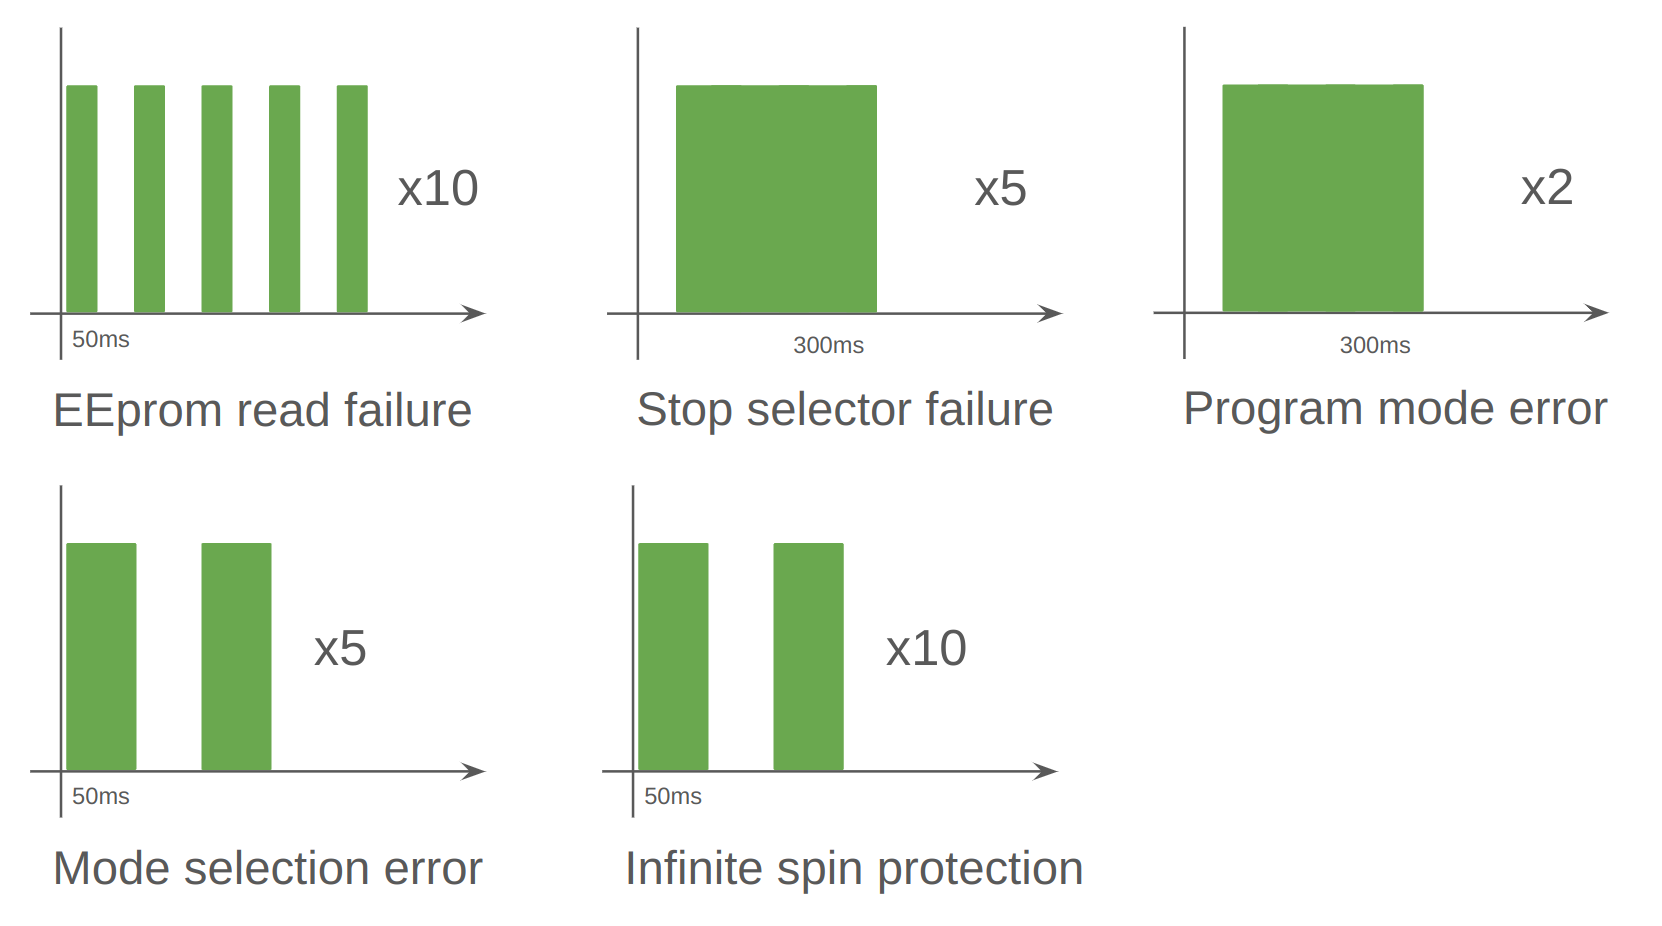 x10
50ms
EEprom read failure
x5
300ms
Stop selector failure
x2
300ms
Program mode error
x5
50ms
Mode selection error
x10
50ms
Infinite spin protection